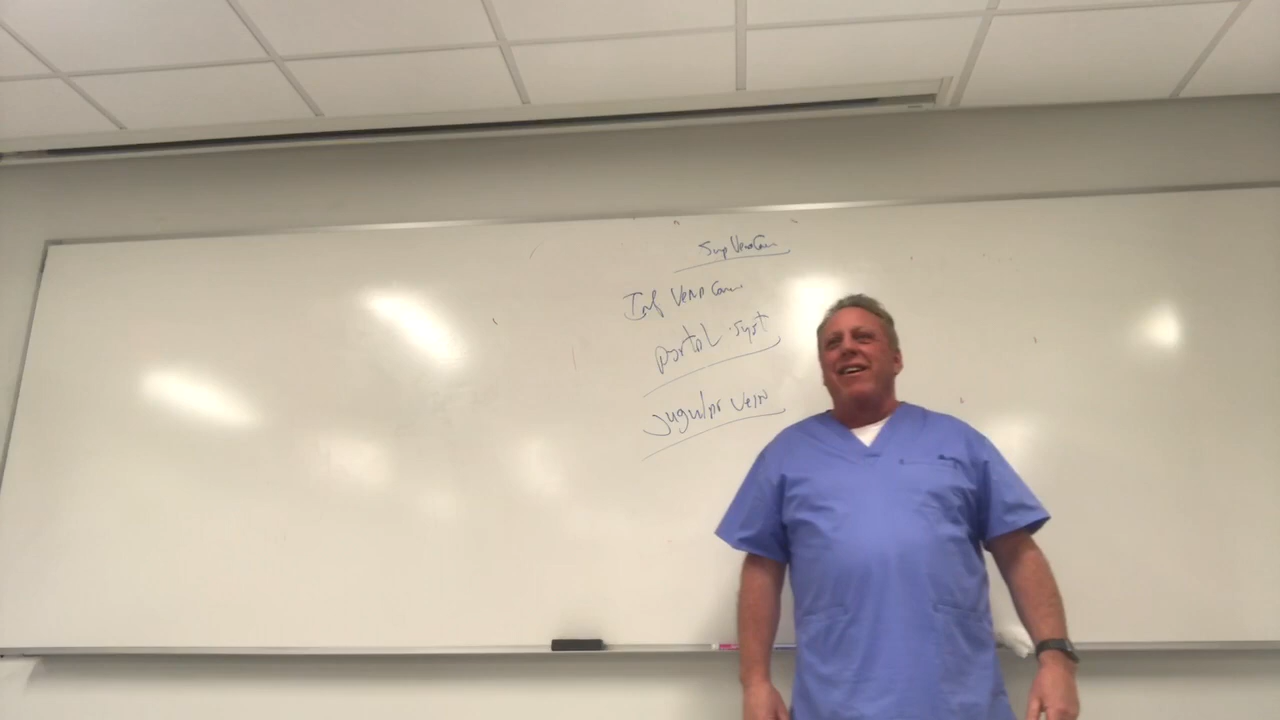 Sup Vena Cava
Inf Vena Cava
portal syst
jugular vein